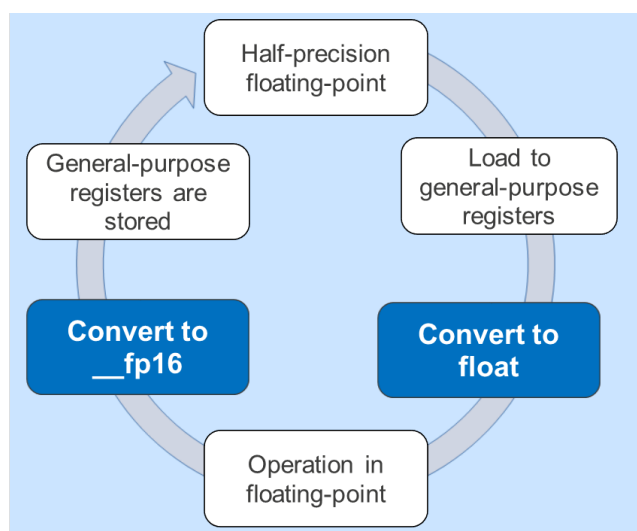 Half-precision
floating-point
Load to
general-purpose
registers
Convert to
float
Operation in
floating-point
Convert to
__fp16
General-purpose
registers are
stored